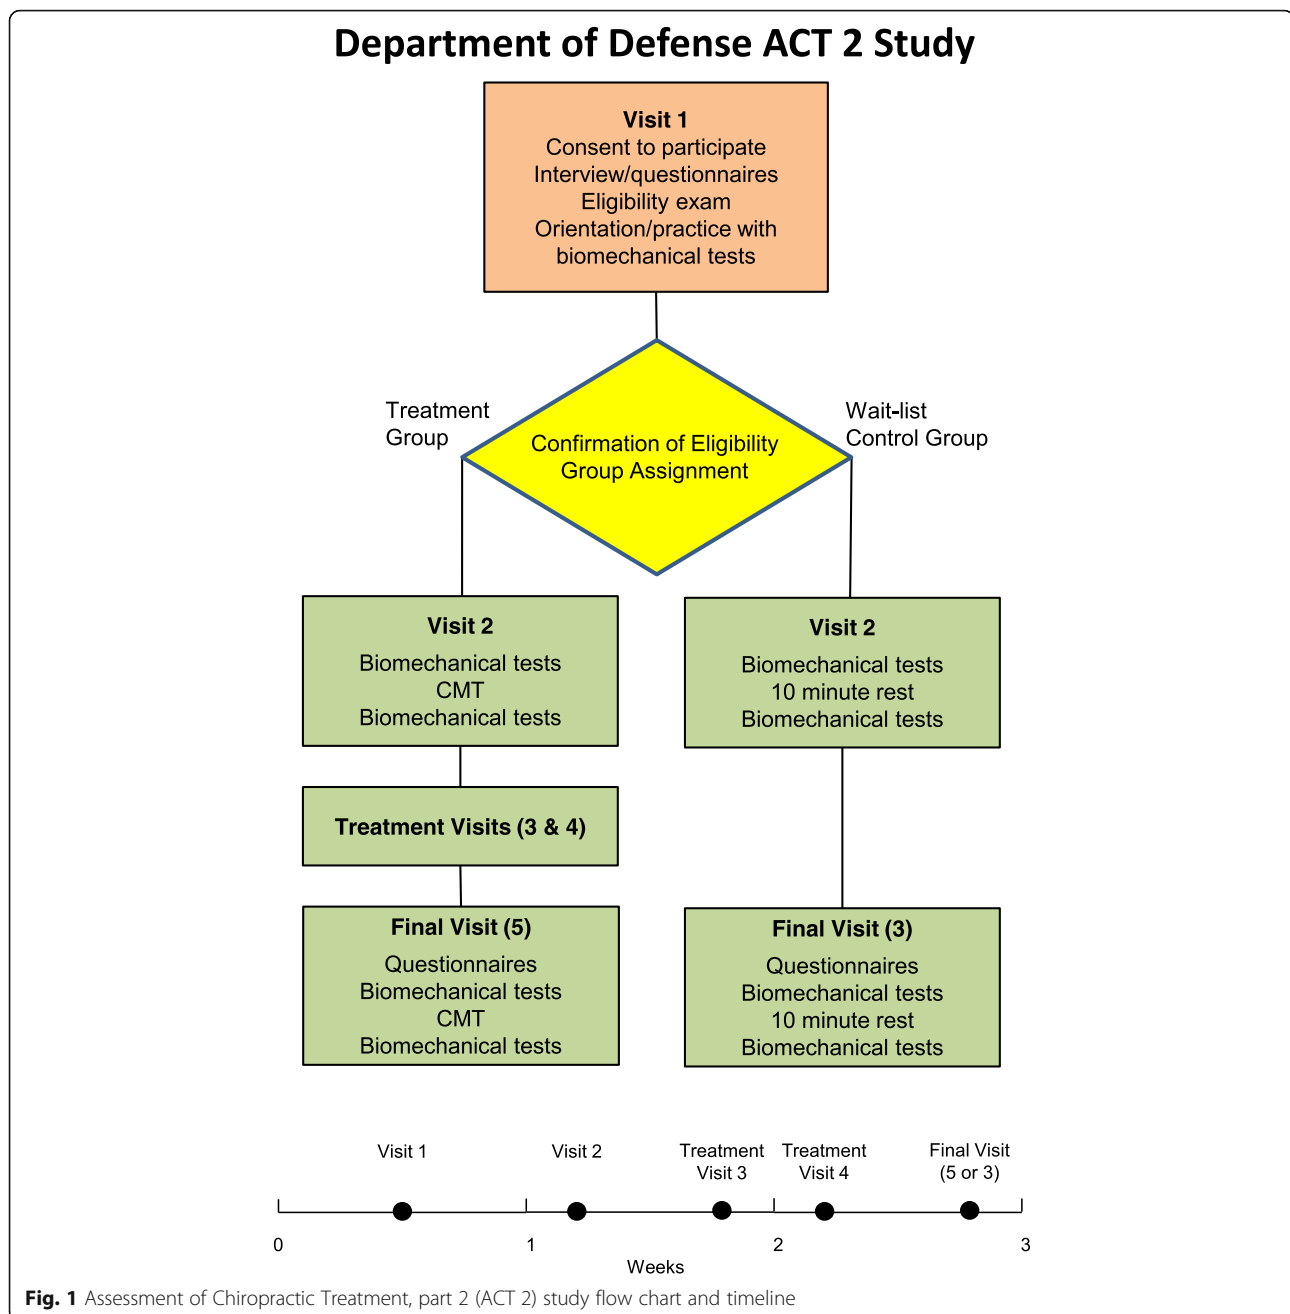 Department of Defense ACT 2 Study
Visit 1
Consent to participate
Interview/questionnaires
Eligibility exam
Orientation/practice with
biomechanical tests
Treatment
Group
Wait-list
Control Group
Confirmation of Eligibility
Group Assignment
Visit 2
Biomechanical tests
CMT
Biomechanical tests
Visit 2
Biomechanical tests
10 minute rest
Biomechanical tests
Treatment Visits (3 & 4)
Final Visit (5)
Questionnaires
Biomechanical tests
CMT
Biomechanical tests
Final Visit (3)
Questionnaires
Biomechanical tests
10 minute rest
Biomechanical tests
Visit 1
Visit 2
Treatment
Visit 3
Treatment
Visit 4
Final Visit
(5 or 3)
0
1
2
3
Weeks
Fig. 1 Assessment of Chiropractic Treatment, part 2 (ACT 2) study flow chart and timeline